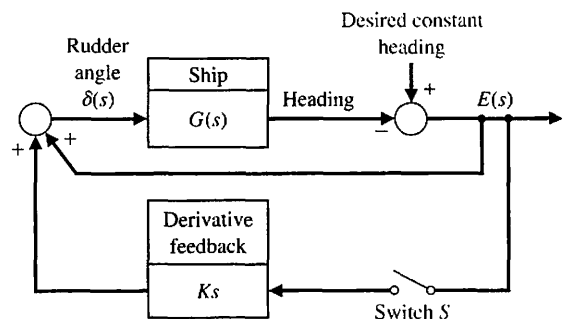 Desired constant
heading
Rudder
angle
δ(s)
Ship
G(s)
Heading
+
−
E(s)
+
+
Derivative
feedback
Ks
Switch S